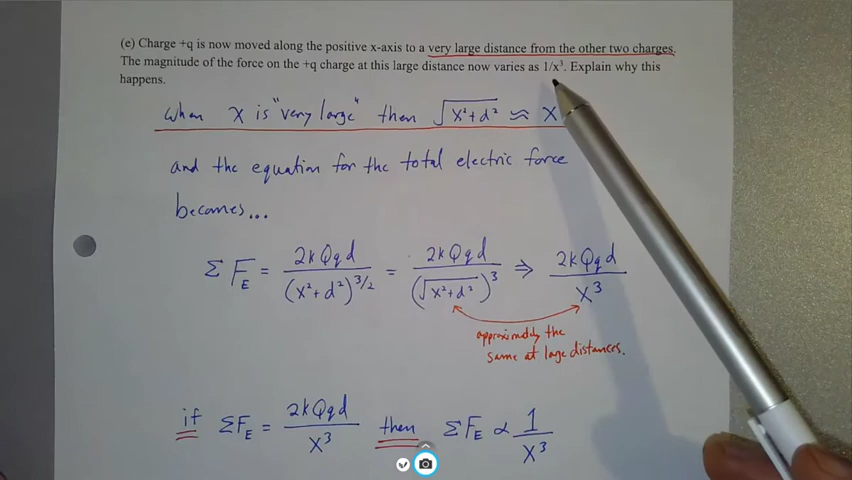 (e) Charge +q is now moved along the positive x-axis to a very large distance from the other two charges.
The magnitude of the force on the +q charge at this large distance now varies as 1/x³. Explain why this
happens.
When x is "very large" then √(x²+d²) ≈ x
and the equation for the total electric force
becomes...
ΣF_E = 2kQqd/(x²+d²)^(3/2) = 2kQqd/(√(x²+d²))³ ⇒ 2kQqd/x³
approximately the
same at large distances.
if ΣF_E = 2kQqd/x³ then ΣF_E ∝ 1/x³